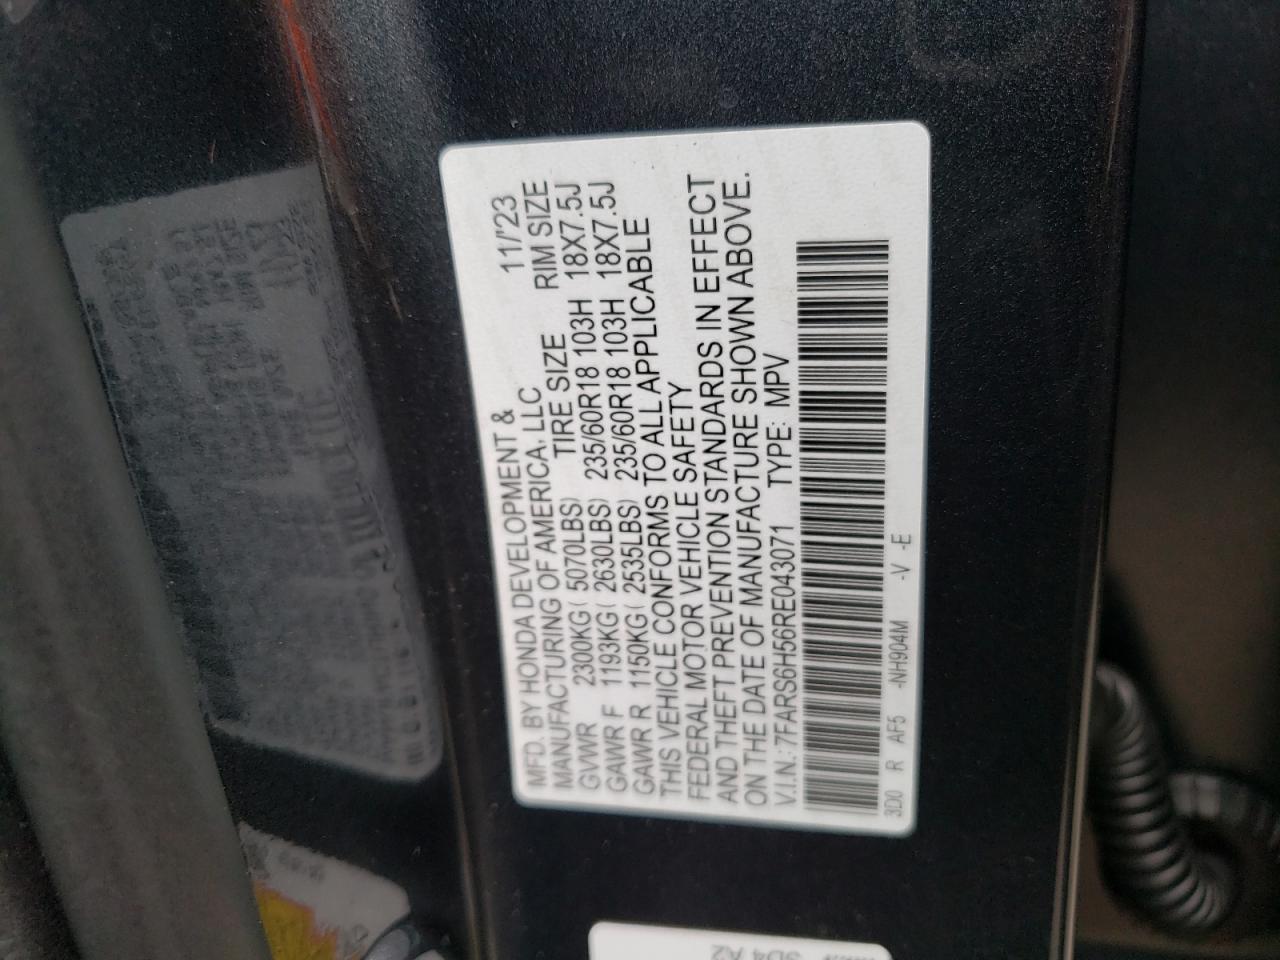 MFD. BY HONDA DEVELOPMENT & 11/'23
MANUFACTURING OF AMERICA, LLC
TIRE SIZE RIM SIZE
GVWR 2300KG ( 5070LBS)
GAWR F 1193KG ( 2630LBS) 235/60R18 103H 18X7.5J
GAWR R 1150KG ( 2535LBS) 235/60R18 103H 18X7.5J
THIS VEHICLE CONFORMS TO ALL APPLICABLE
FEDERAL MOTOR VEHICLE SAFETY
AND THEFT PREVENTION STANDARDS IN EFFECT
ON THE DATE OF MANUFACTURE SHOWN ABOVE.
V.I.N.: 7FARS6H56RE043071 TYPE: MPV
3D0 R AF5 -NH904M -V -E
3D4 A2